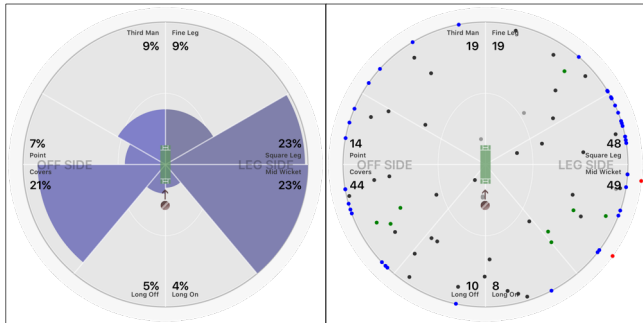 Third Man Fine Leg
9% 9%
7%
Point
OFF SIDE
Covers
21%
23%
Square Leg
LEG SIDE
Mid Wicket
23%
5% 4%
Long Off Long On
Third Man Fine Leg
19 19
14
Point
OFF SIDE
Covers
44
48
Square Leg
LEG SIDE
Mid Wicket
49
10 8
Long Off Long On